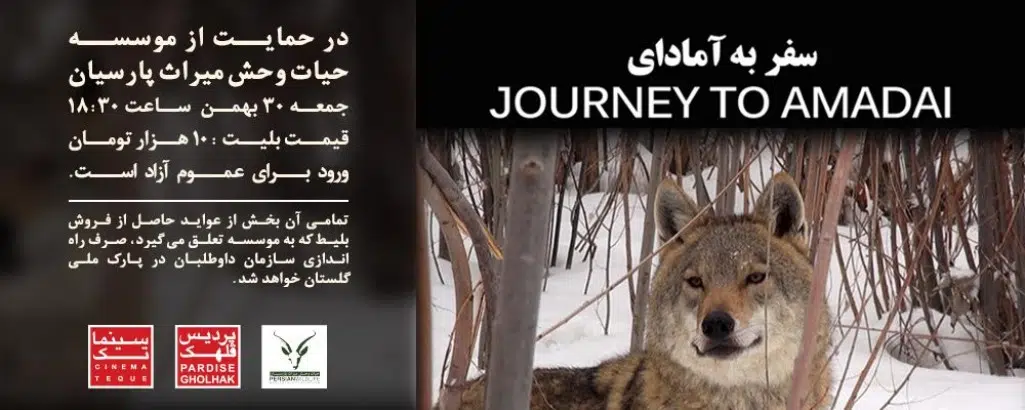 در حمایت از موسسه
حیات وحش میراث پارسیان
جمعه ۳۰ بهمن ساعت ۱۸:۳۰
قیمت بلیت : ۱۰ هزار تومان
ورود برای عموم آزاد است.
تمامی آن بخش از عواید حاصل از فروش
بلیط که به موسسه تعلق می گیرد، صرف راه
اندازی سازمان داوطلبان در پارک ملی
گلستان خواهد شد.
سینما
تک
CINEMA
TEQUE
پردیس
قلهک
PARDISE
GHOLHAK
PERSIAN WILDLIFE
سفر به آمادای
JOURNEY TO AMADAI